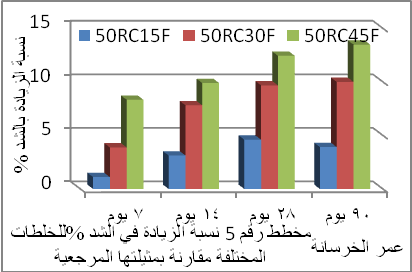 50RC15F 50RC30F 50RC45F
نسبة الزيادة بالشد %
15
10
5
0
٧ يوم ١٤ يوم ٢٨ يوم ٩٠ يوم
عمر الخرسانة
مخطط رقم 5 نسبة الزيادة في الشد %للخلطات
المختلفة مقارنة بمثيلتها المرجعية